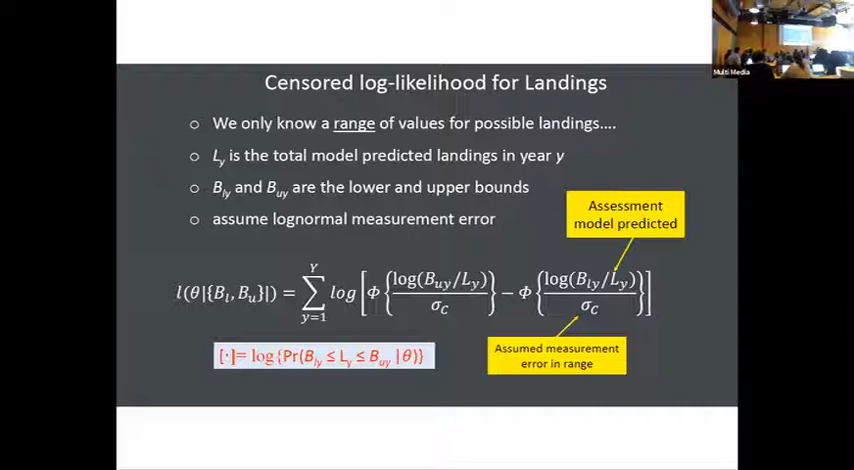 Multi Media
Censored log-likelihood for Landings
○ We only know a range of values for possible landings....
○ L_y is the total model predicted landings in year y
○ B_ly and B_uy are the lower and upper bounds
○ assume lognormal measurement error
Assessment
model predicted
l(θ|{B_l, B_u}|) = ∑_{y=1}^{Y} log[Φ{log(B_uy/L_y)/σ_C} − Φ{log(B_ly/L_y)/σ_C}]
[·]= log{Pr(B_ly ≤ L_y ≤ B_uy |θ)}
Assumed measurement
error in range